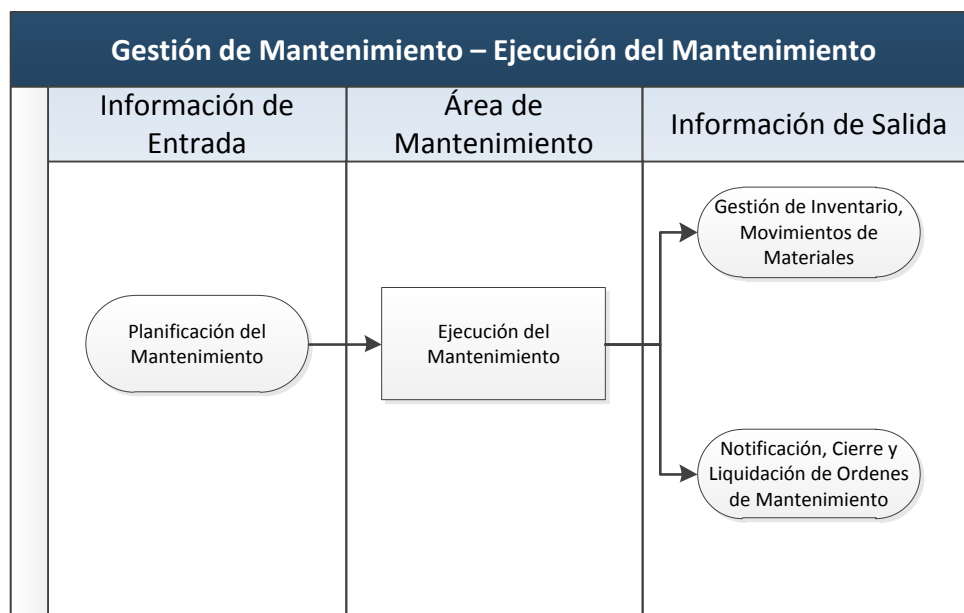 Gestión de Mantenimiento – Ejecución del Mantenimiento
Información de
Entrada
Área de
Mantenimiento
Información de Salida
Planificación del
Mantenimiento
Ejecución del
Mantenimiento
Gestión de Inventario,
Movimientos de
Materiales
Notificación, Cierre y
Liquidación de Ordenes
de Mantenimiento